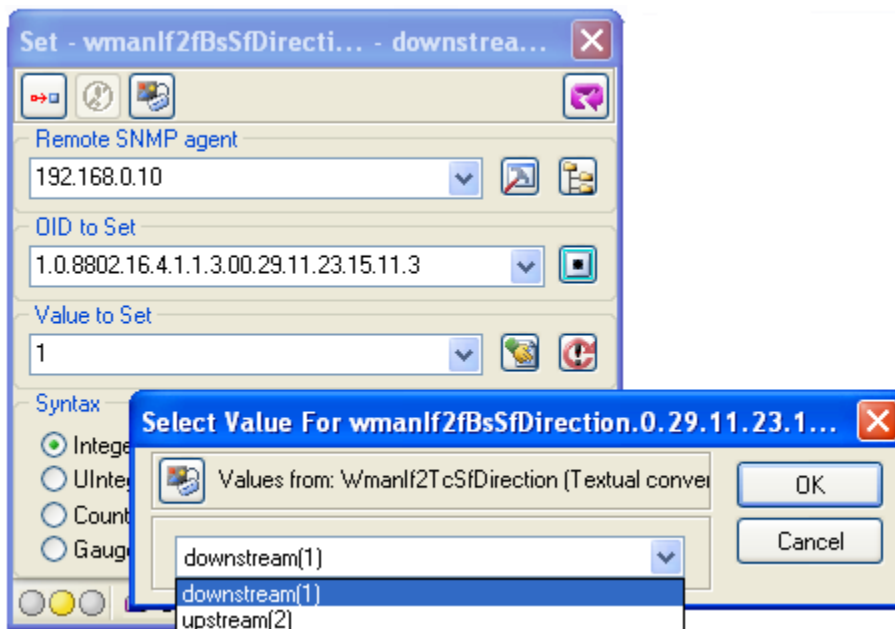 Set - wmanIf2fBsSfDirecti... - downstrea...
Remote SNMP agent
192.168.0.10
OID to Set
1.0.8802.16.4.1.1.3.00.29.11.23.15.11.3
Value to Set
1
Syntax
Select Value For wmanIf2fBsSfDirection.0.29.11.23.1...
Values from: WmanIf2TcSfDirection (Textual
OK
Cancel
downstream(1)
downstream(1)
upstream(2)